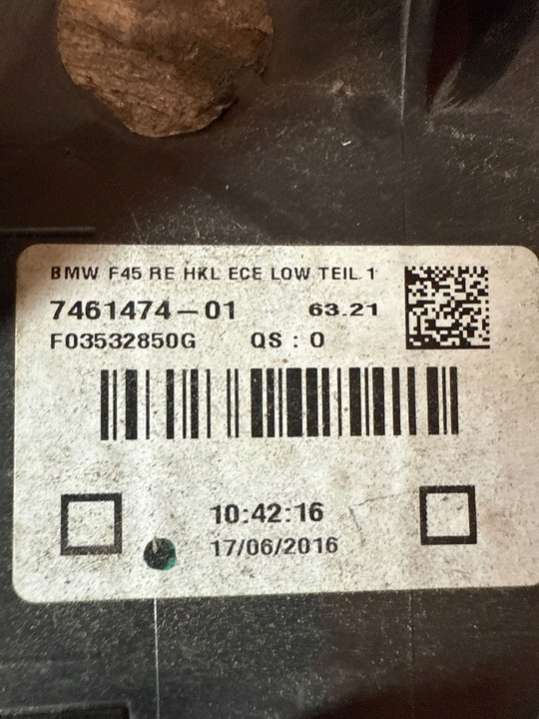 BMW F45 RE HKL ECE LOW TEIL 1
7461474-01 63.21
F03532850G QS : 0
10:42:16
17/06/2016